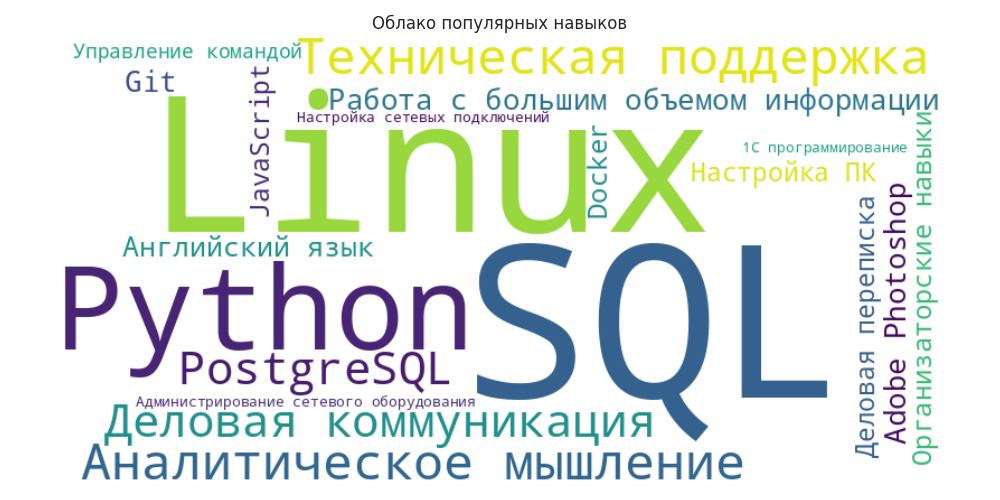 Облако популярных навыков
Управление командой
Техническая поддержка
Git
JavaScript
Работа с большим объемом информации
Настройка сетевых подключений
Linux
Docker
1С программирование
Настройка ПК
Английский язык
Python
SQL
PostgreSQL
Администрирование сетевого оборудования
Деловая коммуникация
Аналитическое мышление
Деловая переписка
Adobe Photoshop
Организаторские навыки